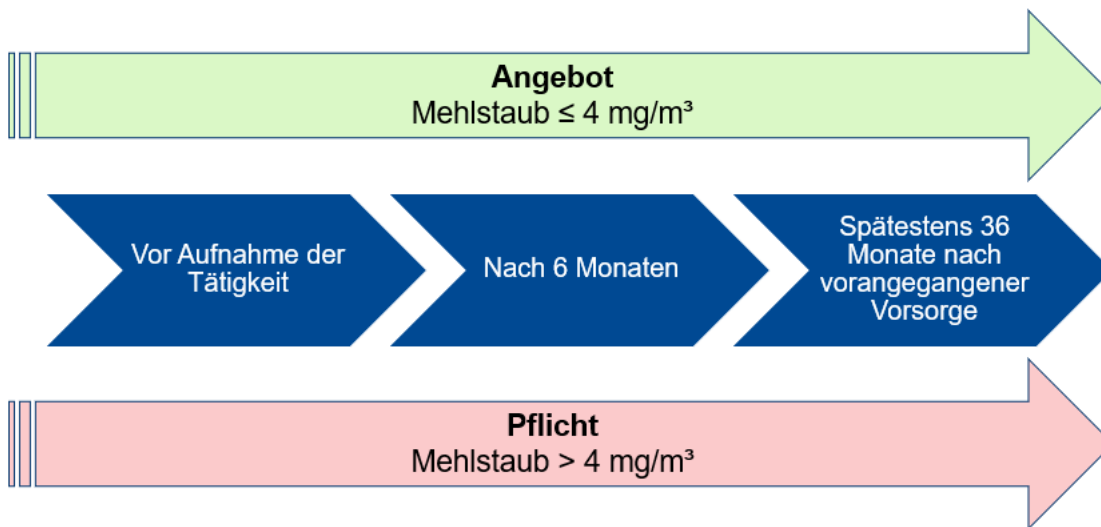 Angebot
Mehlstaub ≤ 4 mg/m³
Vor Aufnahme der
Tätigkeit
Nach 6 Monaten
Spätestens 36
Monate nach
vorangegangener
Vorsorge
Pflicht
Mehlstaub > 4 mg/m³